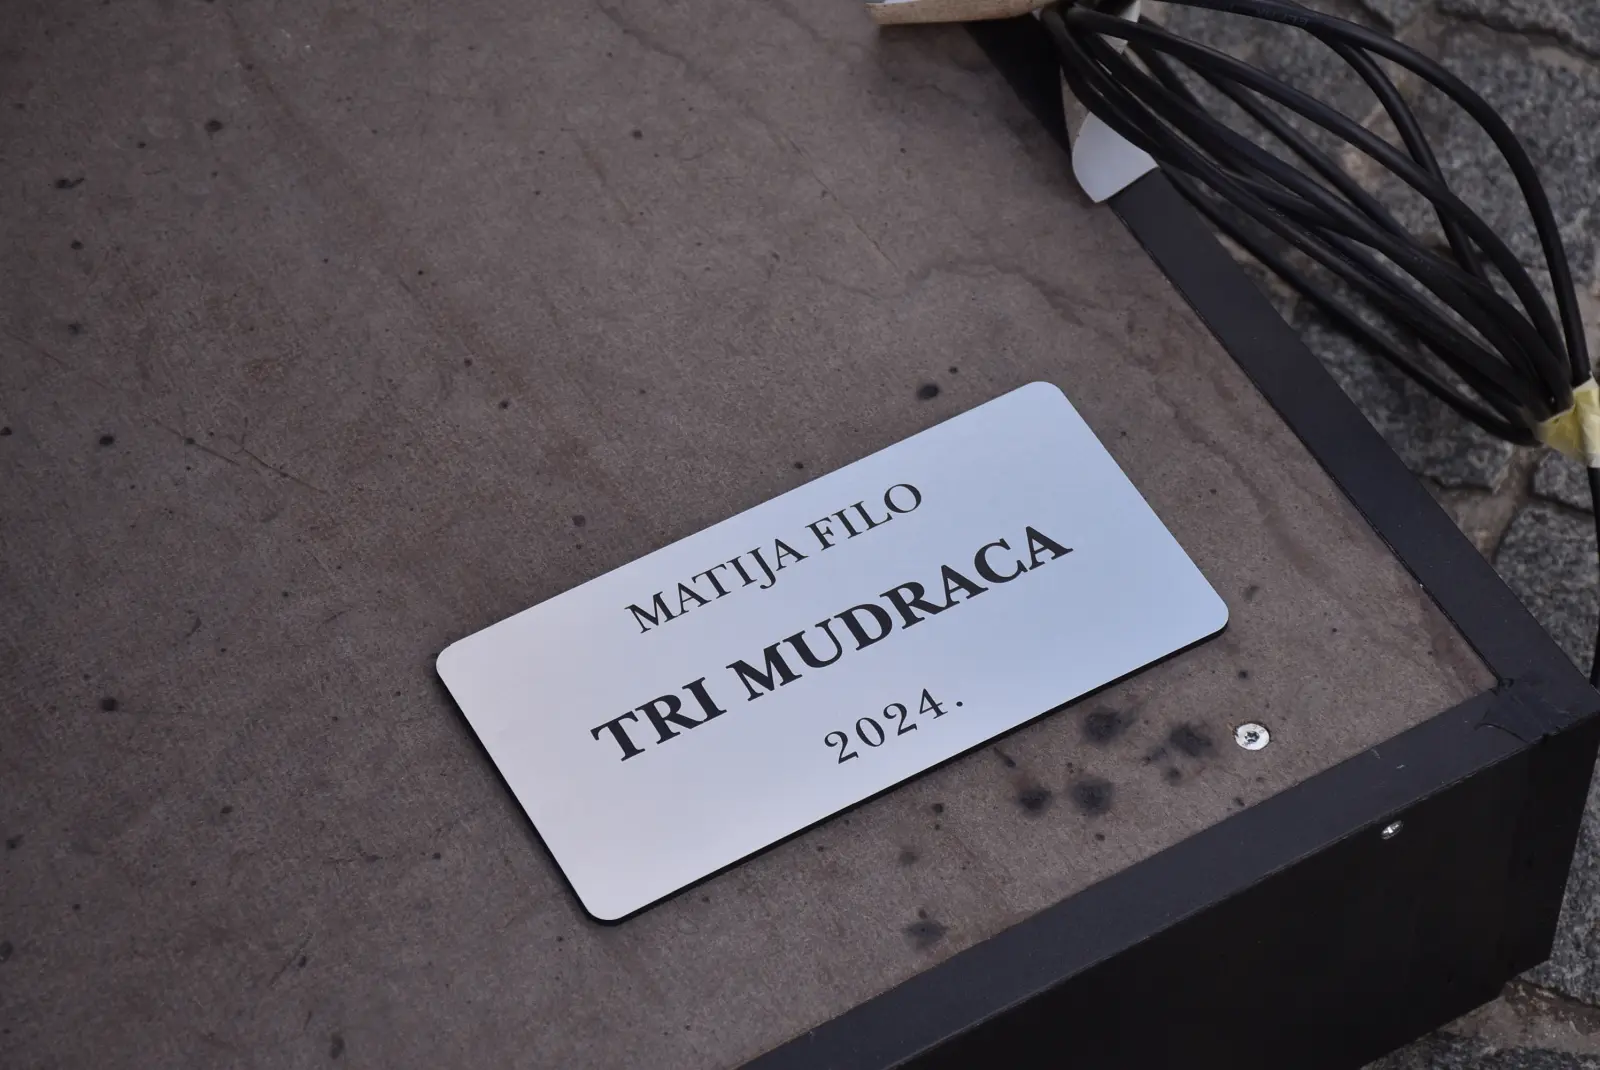 MATIJA FILO
TRI MUDRACA
2024.